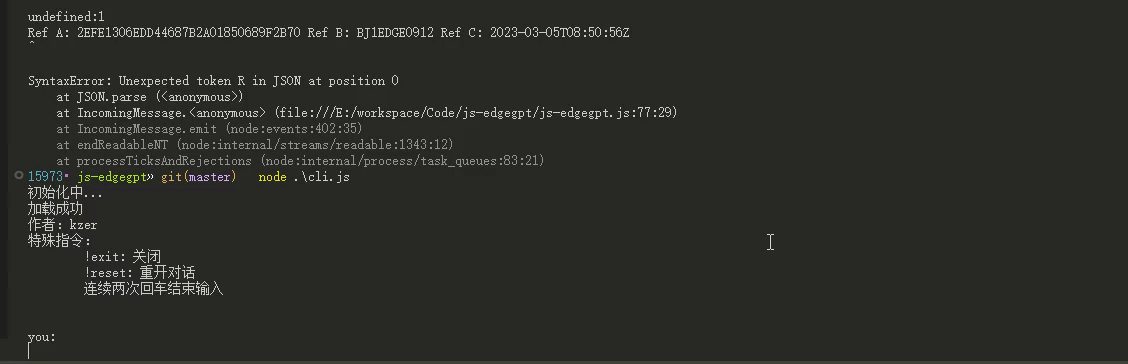 undefined:1
Ref A: 2EFE1306EDD44687B2A01850689F2B70 Ref B: BJ1EDGE0912 Ref C: 2023-03-05T08:50:56Z
^
SyntaxError: Unexpected token R in JSON at position 0
at JSON.parse (<anonymous>)
at IncomingMessage.<anonymous> (file:///E:/workspace/Code/js-edgegpt/js-edgegpt.js:77:29)
at IncomingMessage.emit (node:events:402:35)
at endReadableNT (node:internal/streams/readable:1343:12)
at processTicksAndRejections (node:internal/process/task_queues:83:21)
15973• js-edgegpt» git(master) node .\cli.js
初始化中...
加载成功
作者: kzer
特殊指令:
!exit: 关闭
!reset: 重开对话
连续两次回车结束输入
you: